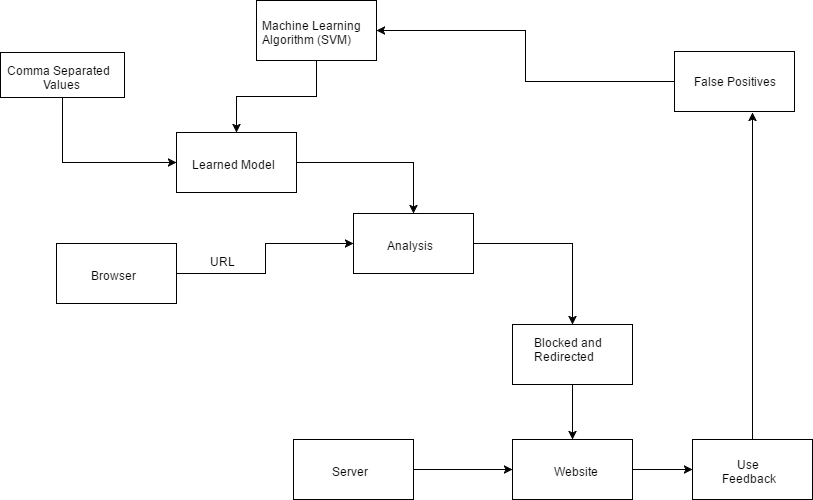 Machine Learning
Algorithm (SVM)
Comma Separated
Values
False Positives
Learned Model
Analysis
URL
Browser
Blocked and
Redirected
Server
Website
Use
Feedback